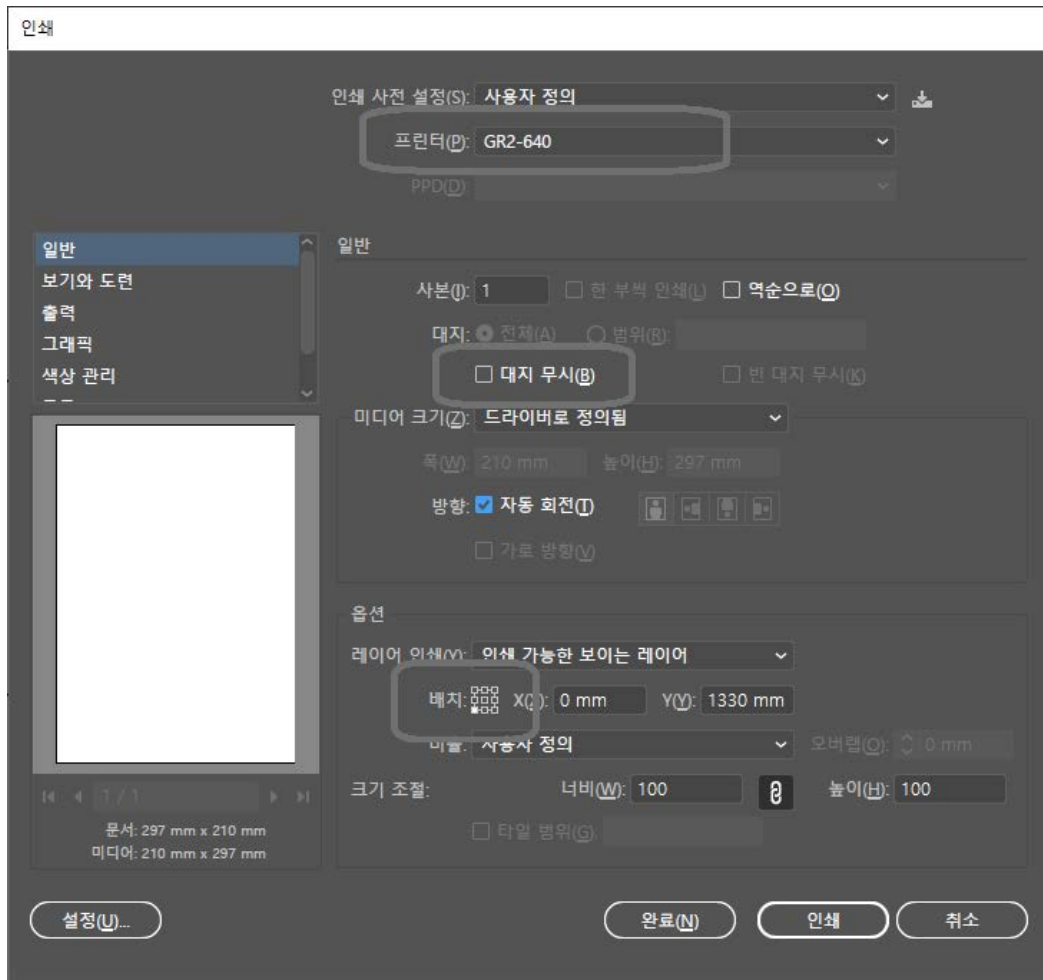 인쇄
인쇄 사전 설정(S): 사용자 정의
프린터(P): GR2-640
PPD(D):
일반
보기와 도련
출력
그래픽
색상 관리
일반
사본(I): 1 한 부씩 인쇄(L) 역순으로(O)
대지: 전체(A) 범위(R):
대지 무시(B) 빈 대지 무시(K)
미디어 크기(Z): 드라이버로 정의됨
폭(W): 210 mm 높이(H): 297 mm
방향: 자동 회전(T)
가로 방향(V)
옵션
레이어 인쇄(Y): 인쇄 가능한 보이는 레이어
배치: X(X): 0 mm Y(Y): 1330 mm
비율: 사용자 정의 오버랩(O): 0 mm
크기 조절: 너비(W): 100 높이(H): 100
타일 범위(G):
1 / 1
문서: 297 mm x 210 mm
미디어: 210 mm x 297 mm
설정(U)... 완료(N) 인쇄 취소